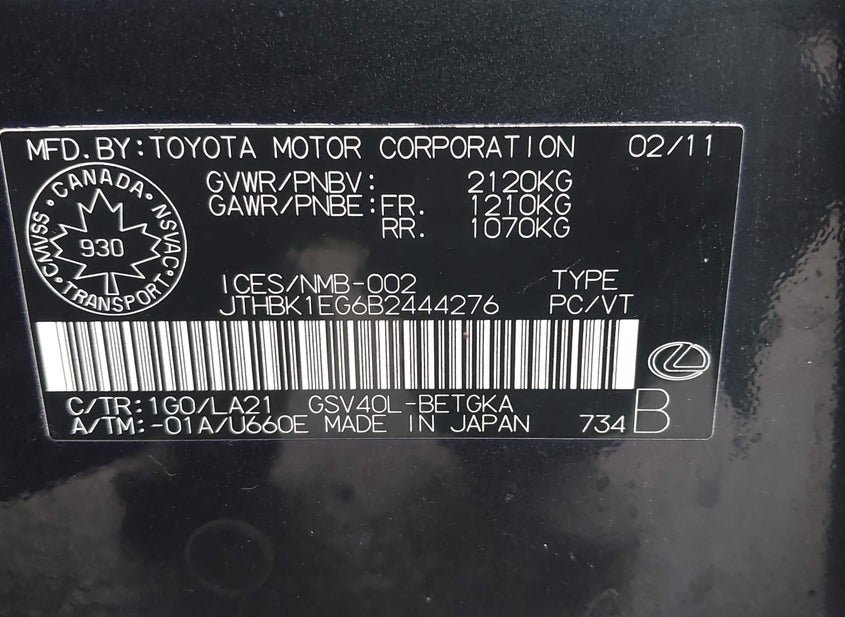 MFD.BY:TOYOTA MOTOR CORPORATION 02/11
GVWR/PNBV: 2120KG
GAWR/PNBE:FR. 1210KG
RR. 1070KG
CANADA
CMVSS NSVAC
930
TRANSPORT
ICES/NMB-002 TYPE
JTHBK1EG6B2444276 PC/VT
C/TR:1G0/LA21 GSV40L-BETGKA
A/TM:-01A/U660E MADE IN JAPAN 734 B